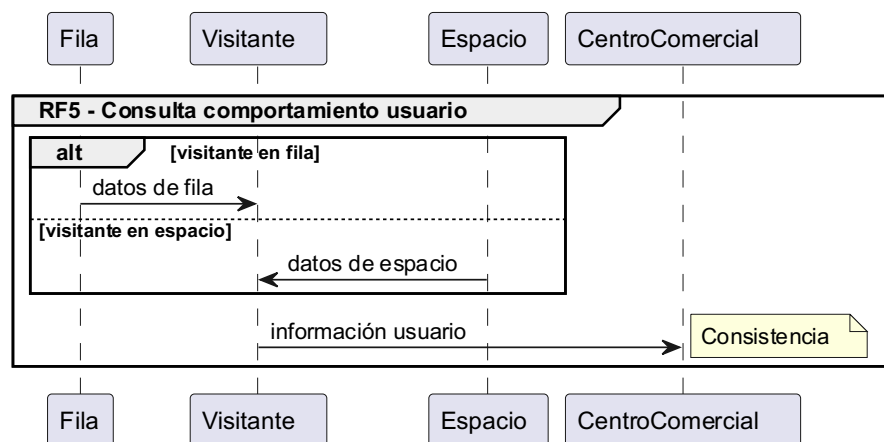 Fila Visitante Espacio CentroComercial
RF5 - Consulta comportamiento usuario
alt [visitante en fila]
datos de fila
[visitante en espacio]
datos de espacio
información usuario
Consistencia
Fila Visitante Espacio CentroComercial